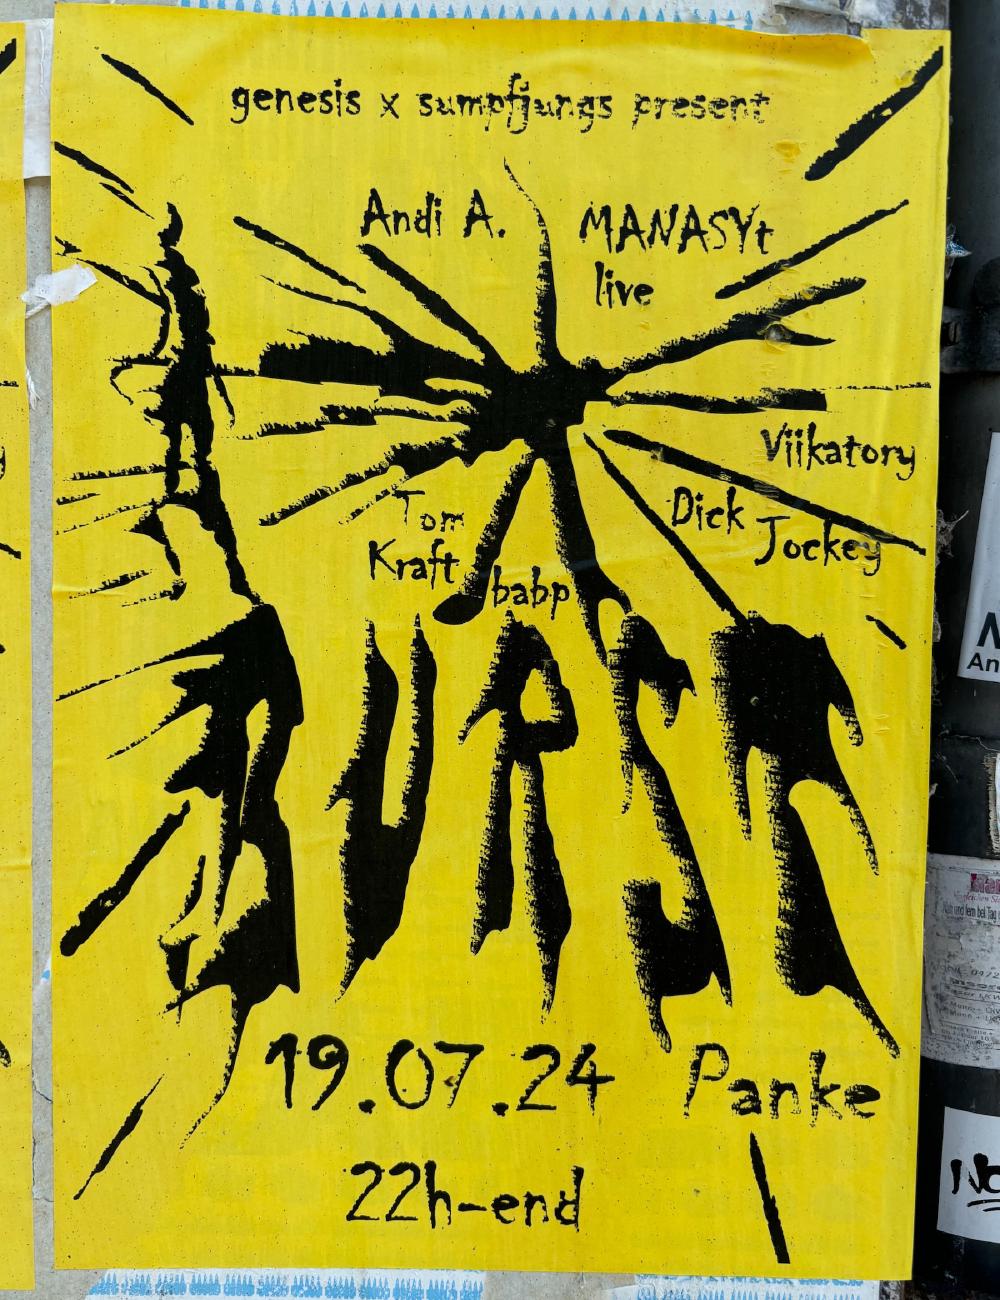 genesis x sumpfjungs present
Andi A.
MANASYt
live
Viikatory
Dick
Jockey
Tom
Kraft
babp
BURST
19.07.24
Panke
22h-end
An